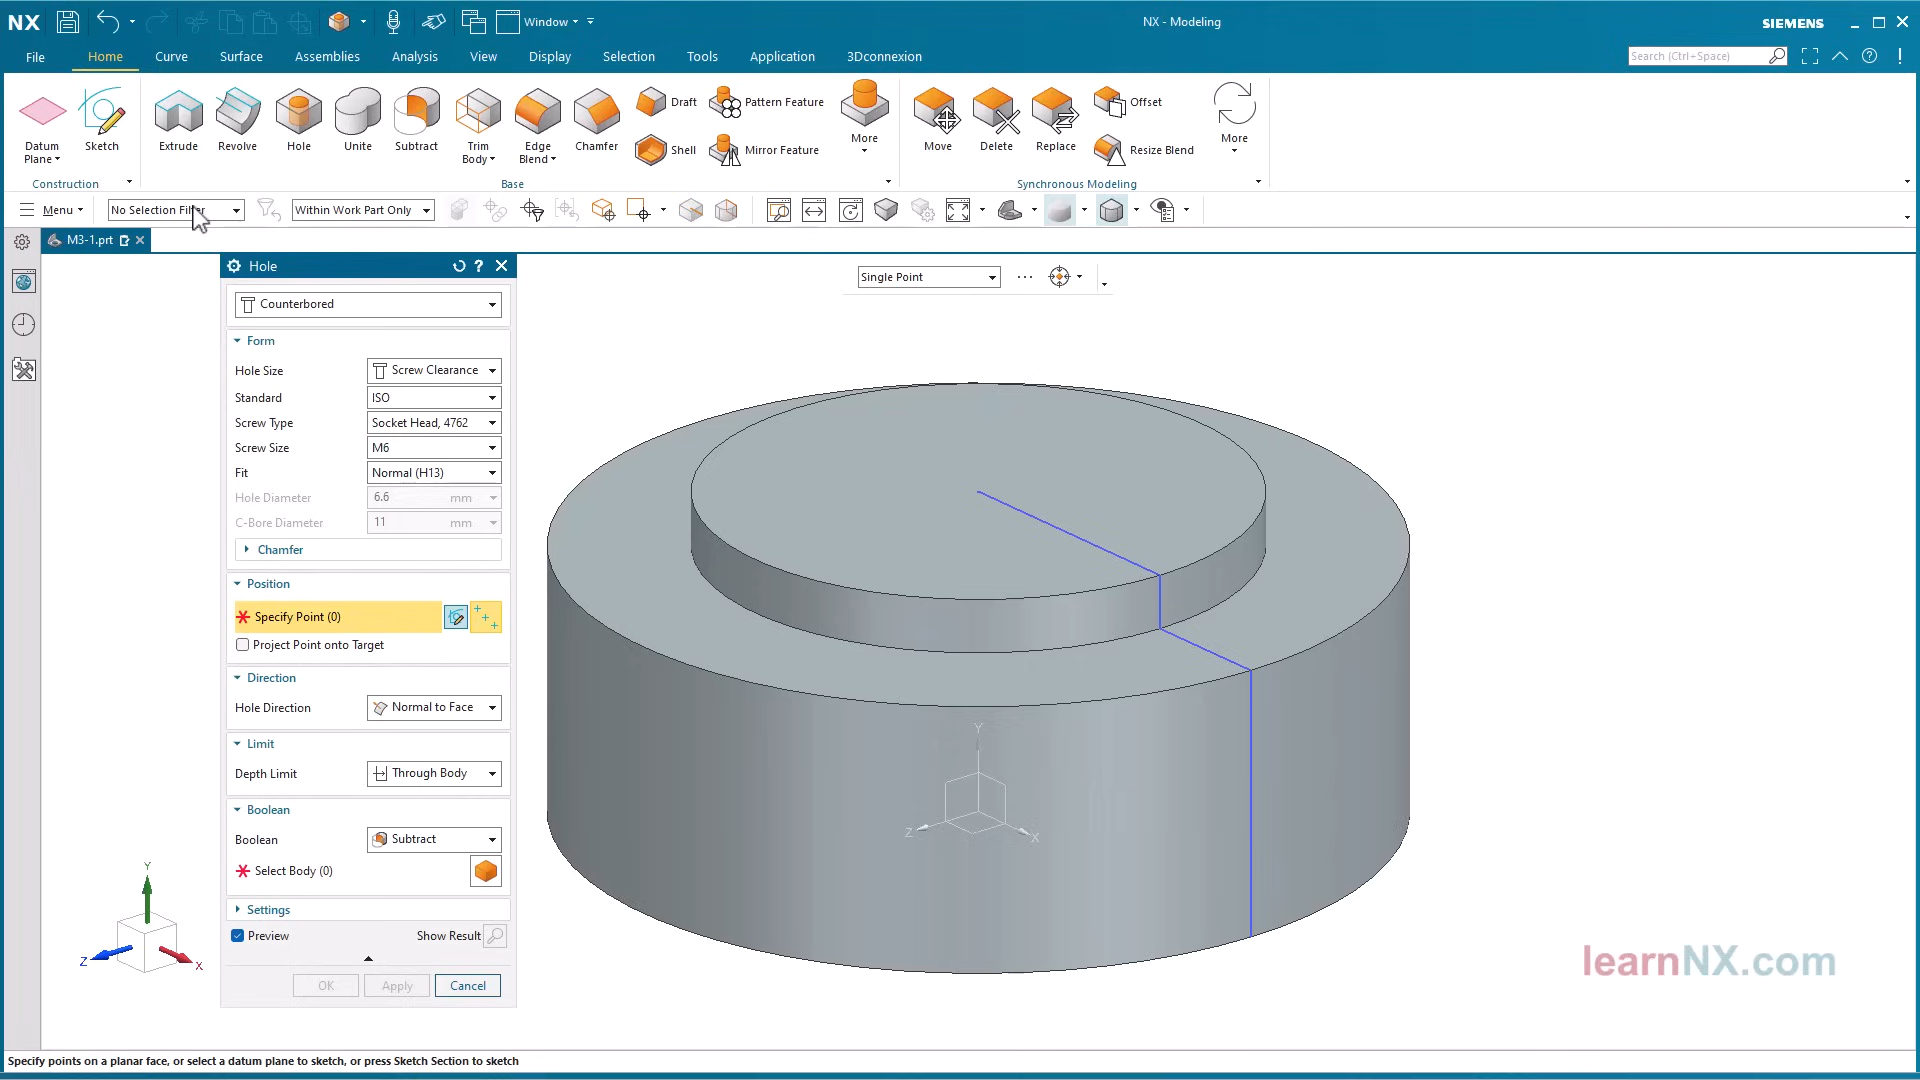 NX
Window
NX - Modeling
SIEMENS
File
Home
Curve
Surface
Assemblies
Analysis
View
Display
Selection
Tools
Application
3Dconnexion
Search (Ctrl+Space)
Datum Plane
Sketch
Extrude
Revolve
Hole
Unite
Subtract
Trim Body
Edge Blend
Chamfer
Draft
Shell
Pattern Feature
Mirror Feature
More
Move
Delete
Replace
Offset
Resize Blend
More
Construction
Base
Synchronous Modeling
Menu
No Selection Filter
Within Work Part Only
M3-1.prt
Hole
Single Point
Counterbored
Form
Hole Size
Screw Clearance
Standard
ISO
Screw Type
Socket Head, 4762
Screw Size
M6
Fit
Normal (H13)
Hole Diameter
6.6 mm
C-Bore Diameter
11 mm
Chamfer
Position
Specify Point (0)
Project Point onto Target
Direction
Hole Direction
Normal to Face
Limit
Depth Limit
Through Body
Boolean
Boolean
Subtract
Select Body (0)
Settings
Preview
Show Result
OK
Apply
Cancel
Y
Z
X
Y
Z
X
learnNX.com
Specify points on a planar face, or select a datum plane to sketch, or press Sketch Section to sketch